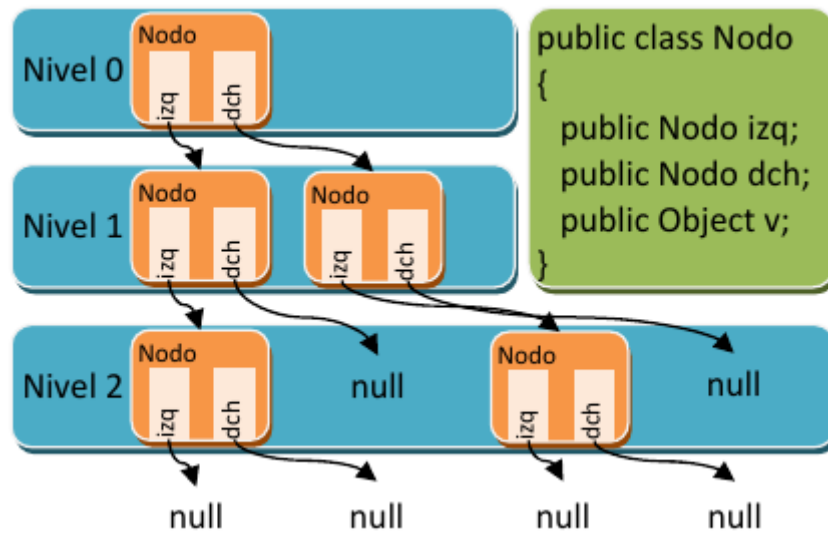 Nivel 0
Nodo
izq
dch
public class Nodo
{
public Nodo izq;
public Nodo dch;
public Object v;
}
Nivel 1
Nodo
izq
dch
Nodo
izq
dch
Nivel 2
Nodo
izq
dch
null
Nodo
izq
dch
null
null
null
null
null